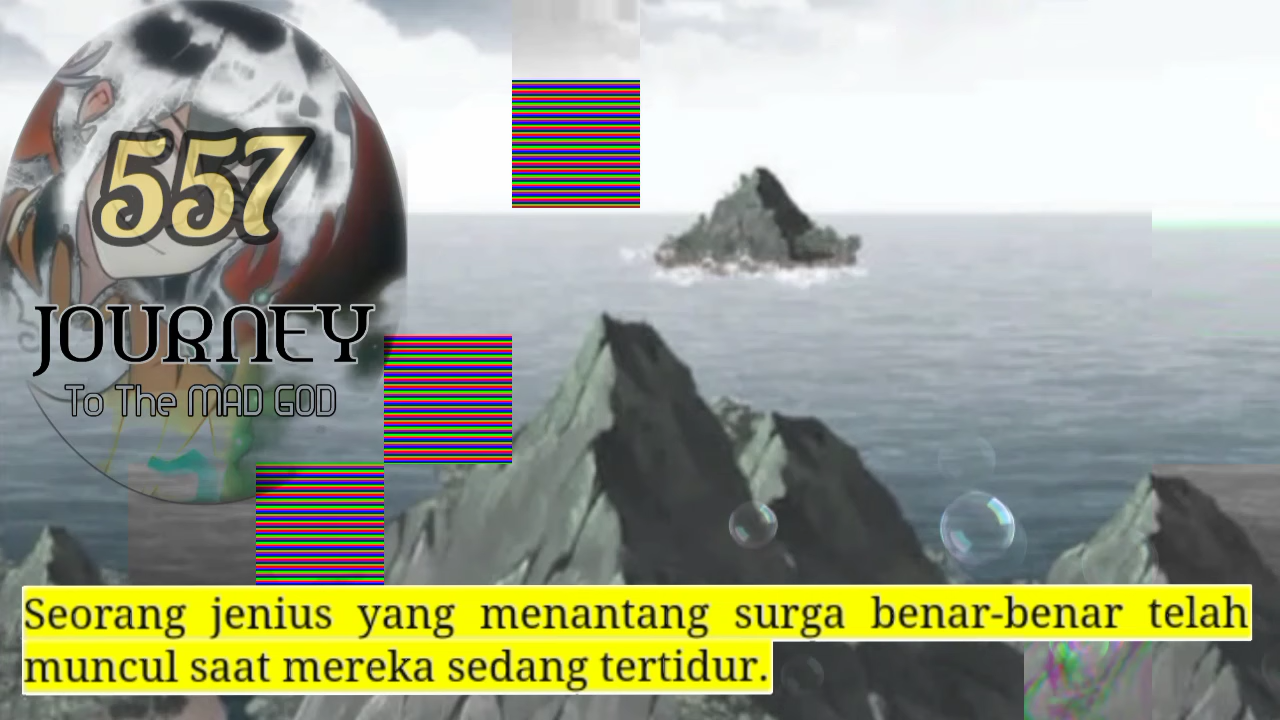 557
JOURNEY
To The MAD GOD
Seorang jenius yang menantang surga benar-benar telah
muncul saat mereka sedang tertidur.